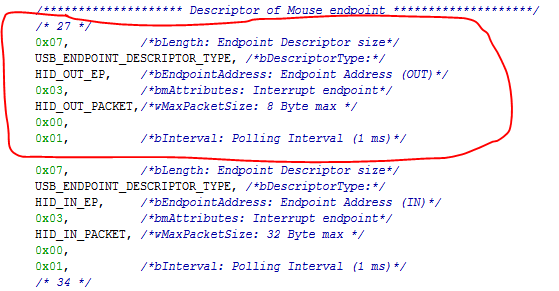 /******************** Descriptor of Mouse endpoint ********************/
/* 27 */
0x07, /*bLength: Endpoint Descriptor size*/
USB_ENDPOINT_DESCRIPTOR_TYPE, /*bDescriptorType:*/
HID_OUT_EP, /*bEndpointAddress: Endpoint Address (OUT)*/
0x03, /*bmAttributes: Interrupt endpoint*/
HID_OUT_PACKET,/*wMaxPacketSize: 8 Byte max */
0x00,
0x01, /*bInterval: Polling Interval (1 ms)*/
0x07, /*bLength: Endpoint Descriptor size*/
USB_ENDPOINT_DESCRIPTOR_TYPE, /*bDescriptorType:*/
HID_IN_EP, /*bEndpointAddress: Endpoint Address (IN)*/
0x03, /*bmAttributes: Interrupt endpoint*/
HID_IN_PACKET, /*wMaxPacketSize: 32 Byte max */
0x00,
0x01, /*bInterval: Polling Interval (1 ms)*/
/* 34 */